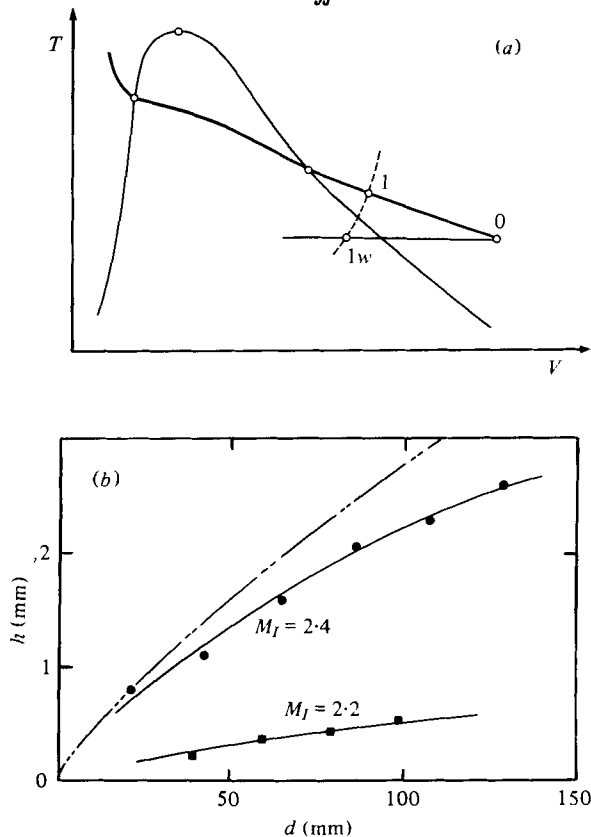 T
(a)
1
0
1w
V
(b)
,2
h (mm)
M_I = 2·4
1
M_I = 2·2
0
50
100
150
d (mm)